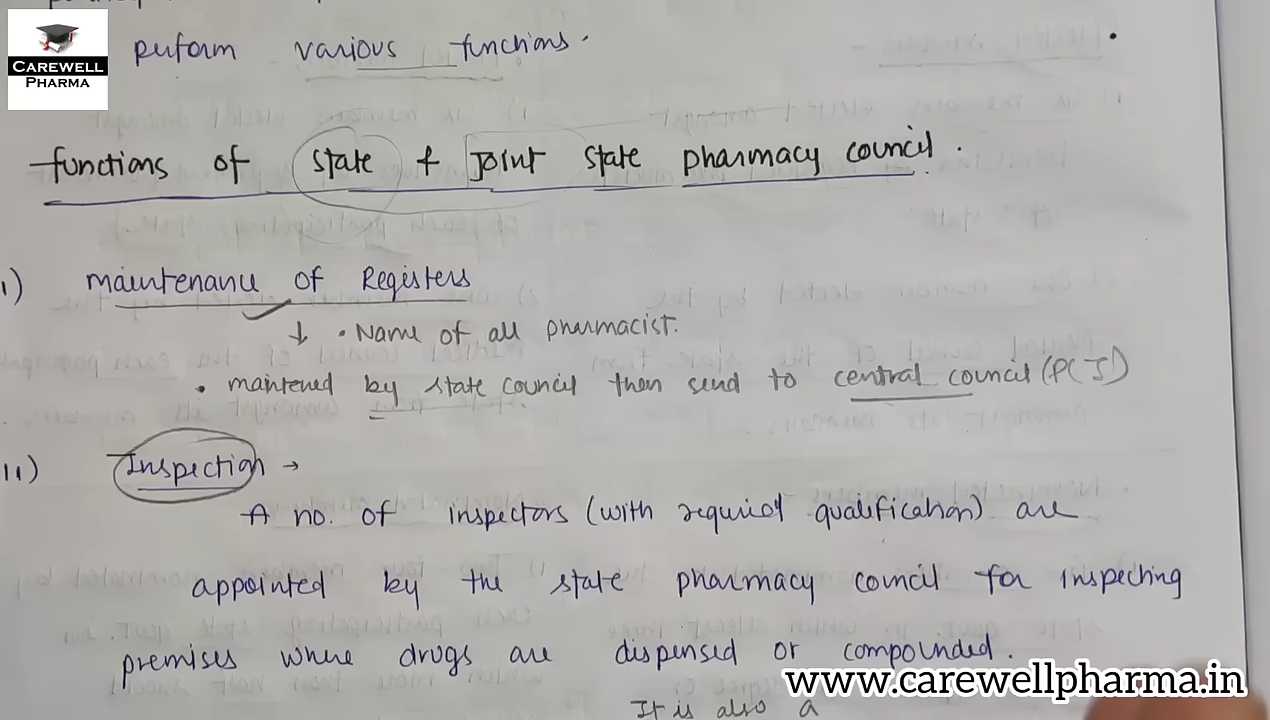 CAREWELL
PHARMA
perform various functions.
functions of state & Joint state pharmacy council.
i) maintenance of Registers
↓ • Name of all pharmacist.
• mantened by state council then send to central council (PCI)
ii) Inspection →
A no. of inspectors (with required qualification) are
appointed by the state pharmacy council for inspecting
premises where drugs are dispensed or compounded.
It is also a
www.carewellpharma.in